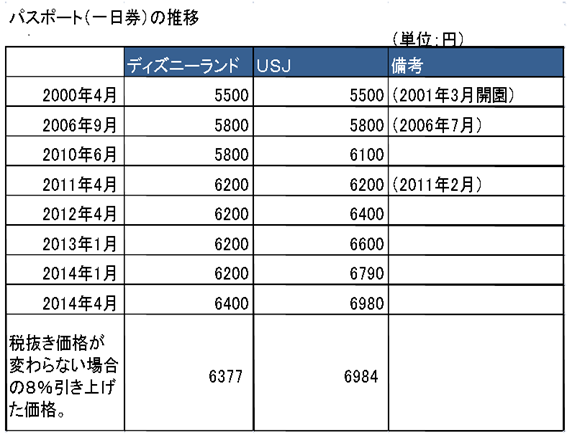 パスポート(一日券)の推移
(単位:円)
ディズニーランド USJ 備考
2000年4月 5500 5500 (2001年3月開園)
2006年9月 5800 5800 (2006年7月)
2010年6月 5800 6100
2011年4月 6200 6200 (2011年2月)
2012年4月 6200 6400
2013年1月 6200 6600
2014年1月 6200 6790
2014年4月 6400 6980
税抜き価格が
変わらない場合
の8%引き上げ 6377 6984
た価格。